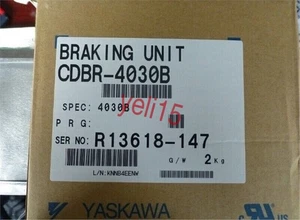 BRAKING UNIT
CDBR-4030B
SPEC: 4030B
yeli15
P R G:
SER NO: R13618-147
G/W 2 Kg
L/N: KNNB4EENW
YASKAWA